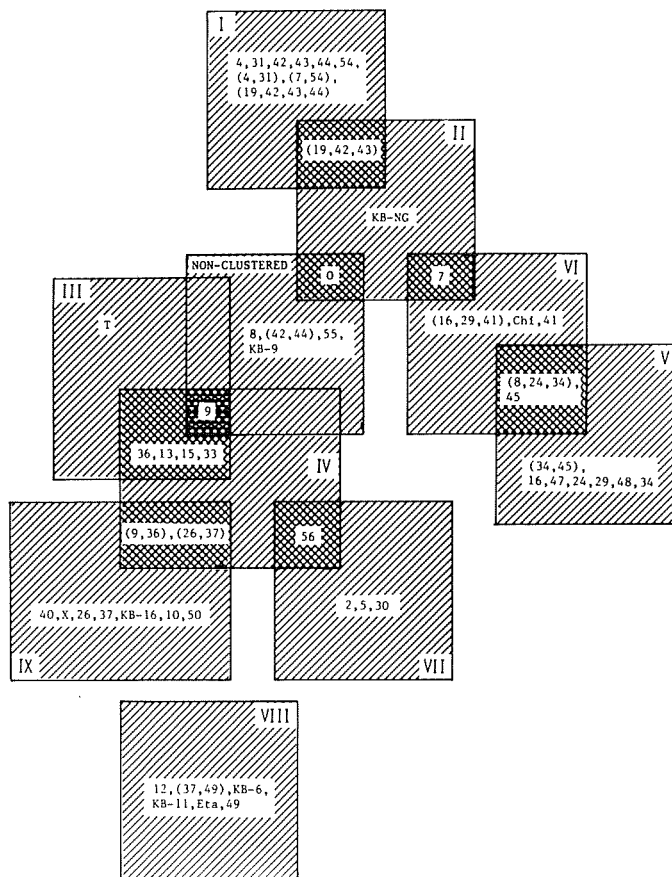 I
4,31,42,43,44,54,
(4,31),(7,54),
(19,42,43,44)
(19,42,43)
II
KB-NG
NON-CLUSTERED
0
7
VI
III
T
8,(42,44),55,
KB-9
(16,29,41),Chi,41
V
(8,24,34),
45
9
36,13,15,33
IV
(34,45),
16,47,24,29,48,34
(9,36),(26,37)
56
40,X,26,37,KB-16,10,50
2,5,30
IX
VII
VIII
12,(37,49),KB-6,
KB-11,Eta,49